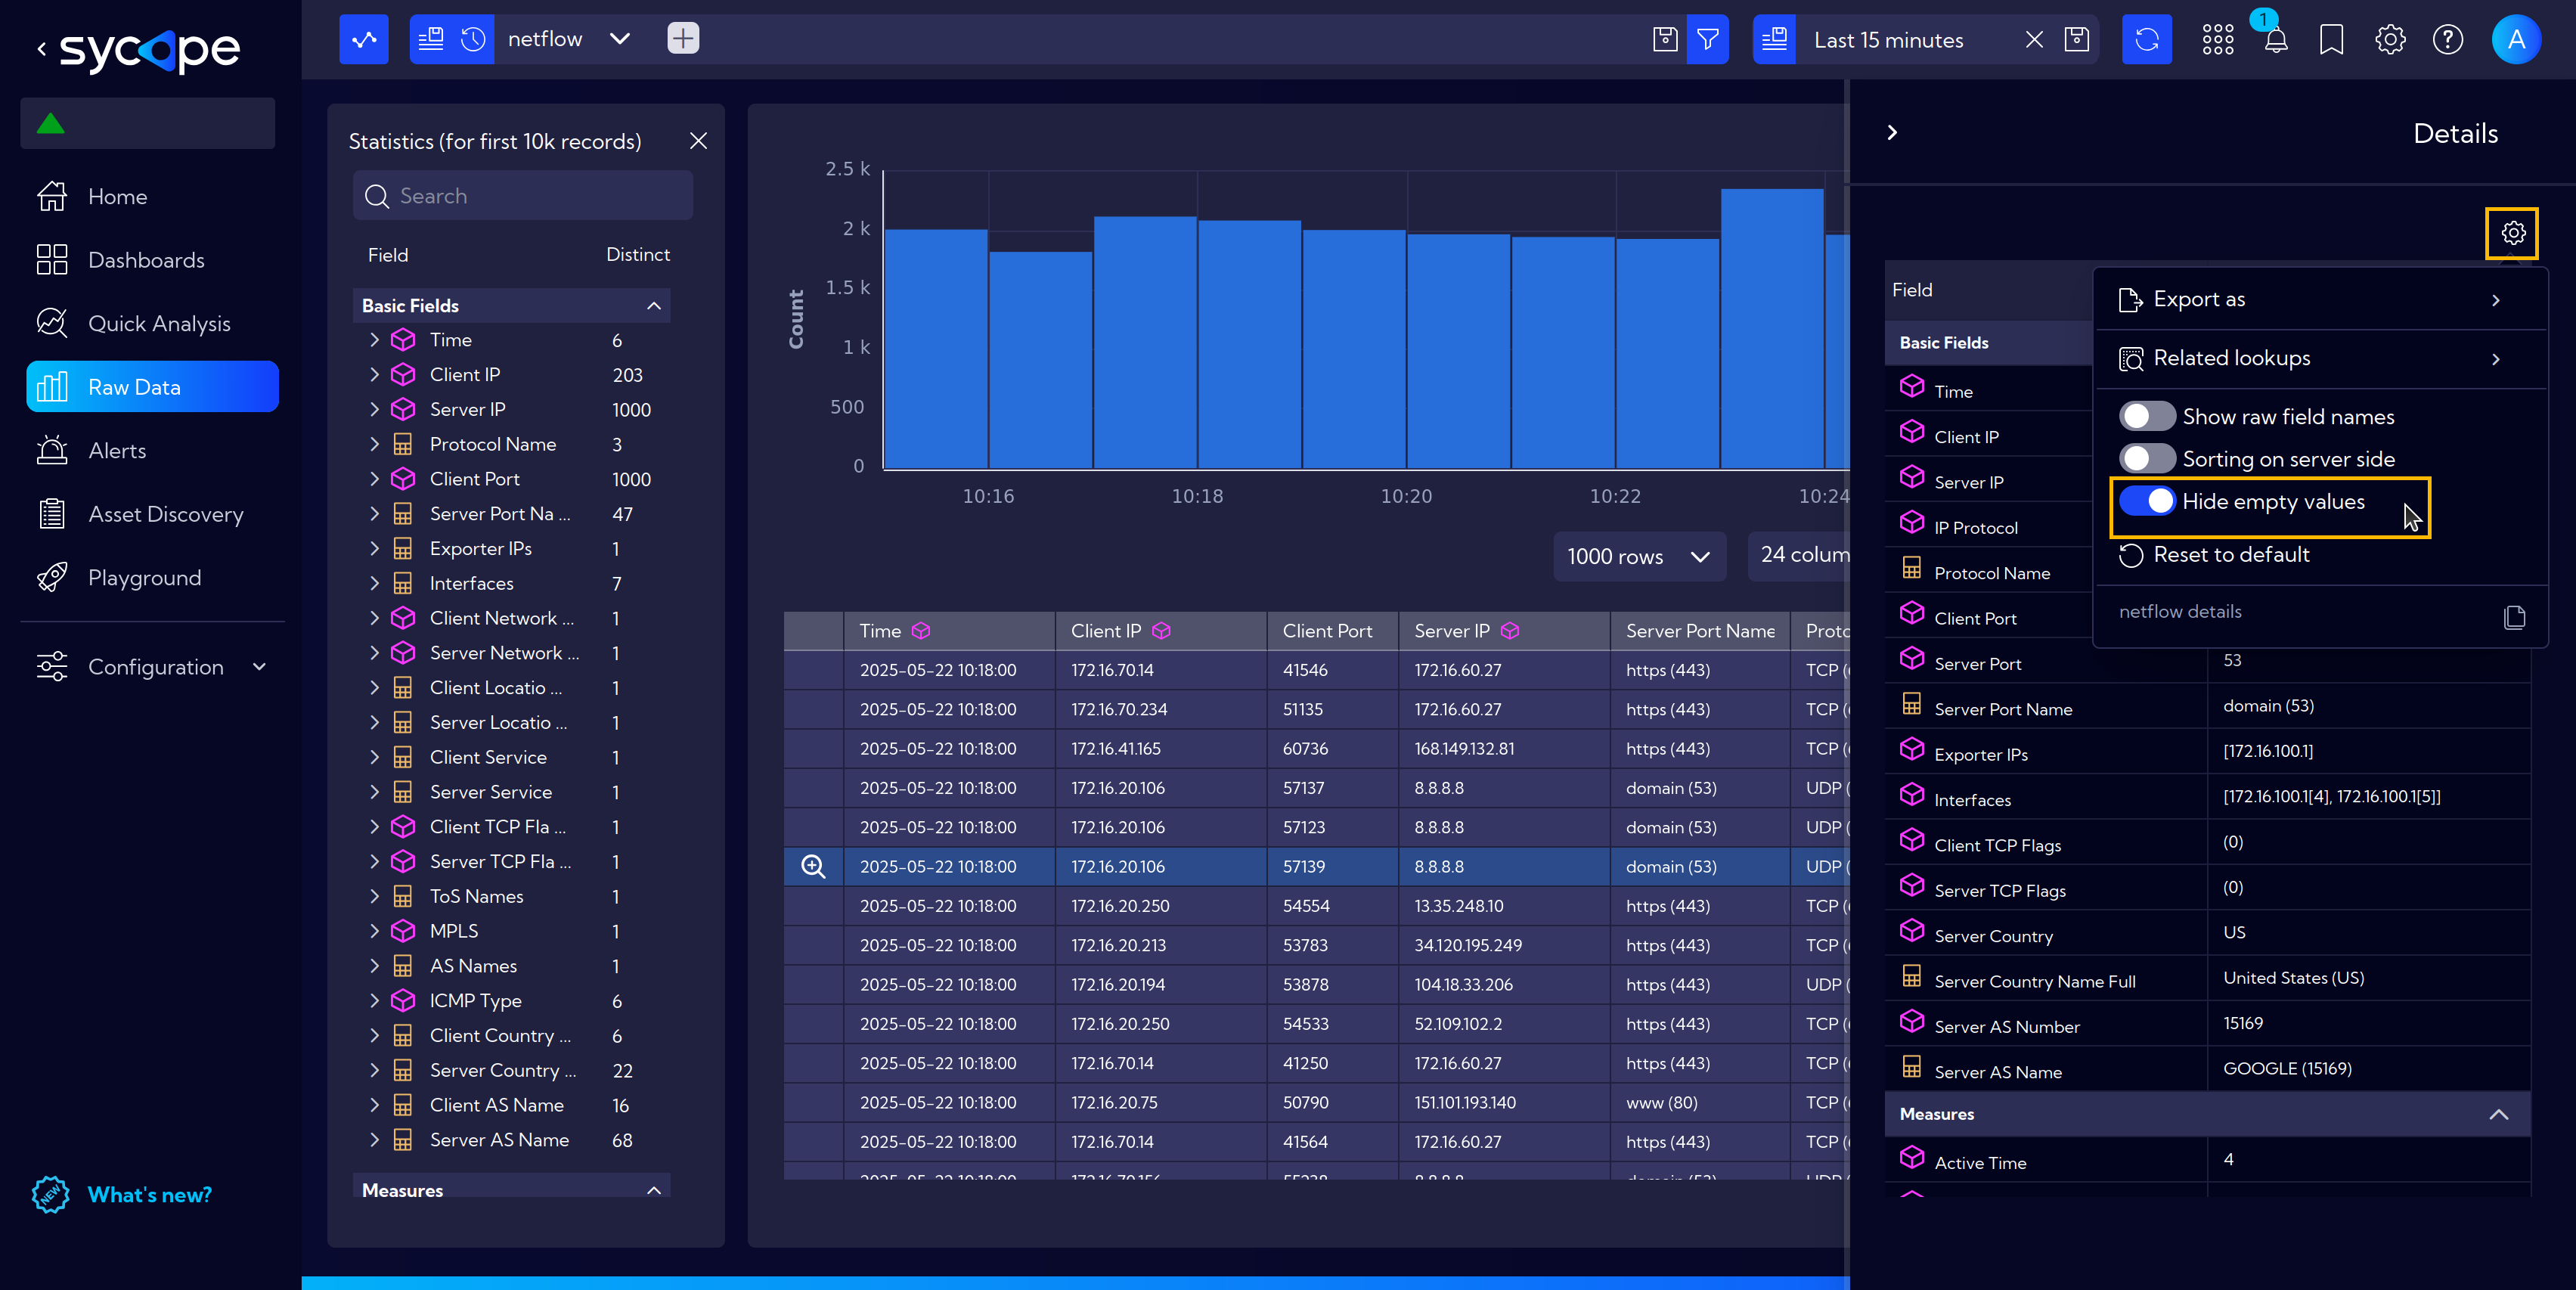 sycope
netflow
Last 15 minutes
1
A
Home
Dashboards
Quick Analysis
Raw Data
Alerts
Asset Discovery
Playground
Configuration
NEW
What's new?
Statistics (for first 10k records)
Search
Field Distinct
Basic Fields
Time 6
Client IP 203
Server IP 1000
Protocol Name 3
Client Port 1000
Server Port Na ... 47
Exporter IPs 1
Interfaces 7
Client Network ... 1
Server Network ... 1
Client Locatio ... 1
Server Locatio ... 1
Client Service 1
Server Service 1
Client TCP Fla ... 1
Server TCP Fla ... 1
ToS Names 1
MPLS 1
AS Names 1
ICMP Type 6
Client Country ... 6
Server Country ... 22
Client AS Name 16
Server AS Name 68
Measures
Count
2.5 k
2 k
1.5 k
1 k
500
0
10:16 10:18 10:20 10:22 10:24
1000 rows 24 colum
Time Client IP Client Port Server IP Server Port Name Proto
2025-05-22 10:18:00 172.16.70.14 41546 172.16.60.27 https (443) TCP (
2025-05-22 10:18:00 172.16.70.234 51135 172.16.60.27 https (443) TCP (
2025-05-22 10:18:00 172.16.41.165 60736 168.149.132.81 https (443) TCP (
2025-05-22 10:18:00 172.16.20.106 57137 8.8.8.8 domain (53) UDP (
2025-05-22 10:18:00 172.16.20.106 57123 8.8.8.8 domain (53) UDP (
2025-05-22 10:18:00 172.16.20.106 57139 8.8.8.8 domain (53) UDP (
2025-05-22 10:18:00 172.16.20.250 54554 13.35.248.10 https (443) TCP (
2025-05-22 10:18:00 172.16.20.213 53783 34.120.195.249 https (443) TCP (
2025-05-22 10:18:00 172.16.20.194 53878 104.18.33.206 https (443) UDP (
2025-05-22 10:18:00 172.16.20.250 54533 52.109.102.2 https (443) TCP (
2025-05-22 10:18:00 172.16.70.14 41250 172.16.60.27 https (443) TCP (
2025-05-22 10:18:00 172.16.20.75 50790 151.101.193.140 www (80) TCP (
2025-05-22 10:18:00 172.16.70.14 41564 172.16.60.27 https (443) TCP (
Details
Field
Basic Fields
Time
Client IP
Server IP
IP Protocol
Protocol Name
Client Port
Server Port 53
Server Port Name domain (53)
Exporter IPs [172.16.100.1]
Interfaces [172.16.100.1[4], 172.16.100.1[5]]
Client TCP Flags (0)
Server TCP Flags (0)
Server Country US
Server Country Name Full United States (US)
Server AS Number 15169
Server AS Name GOOGLE (15169)
Measures
Active Time 4
Export as
Related lookups
Show raw field names
Sorting on server side
Hide empty values
Reset to default
netflow details